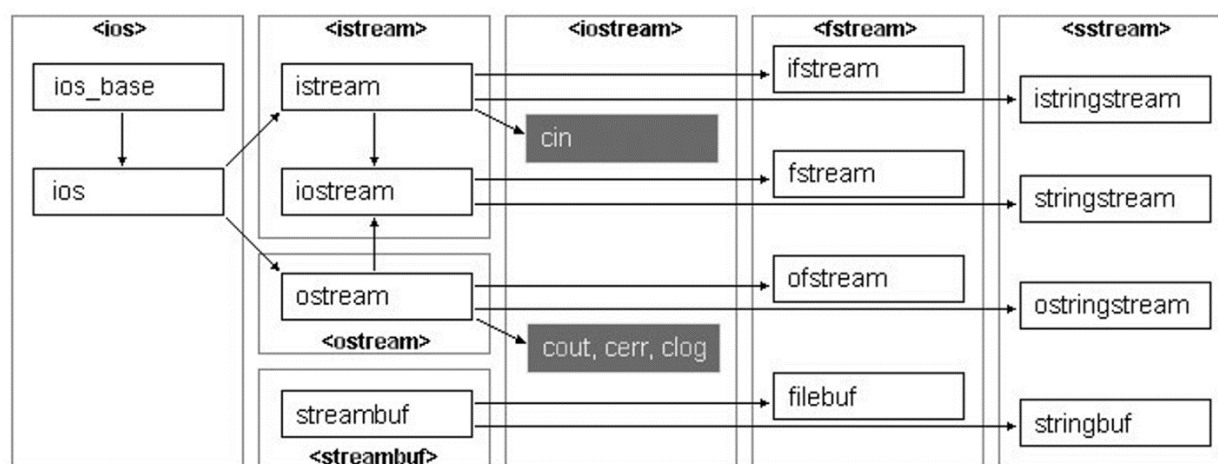 <ios>
ios_base
ios
<istream>
istream
iostream
ostream
<ostream>
streambuf
<streambuf>
<iostream>
cin
cout, cerr, clog
<fstream>
ifstream
fstream
ofstream
filebuf
<sstream>
istringstream
stringstream
ostringstream
stringbuf